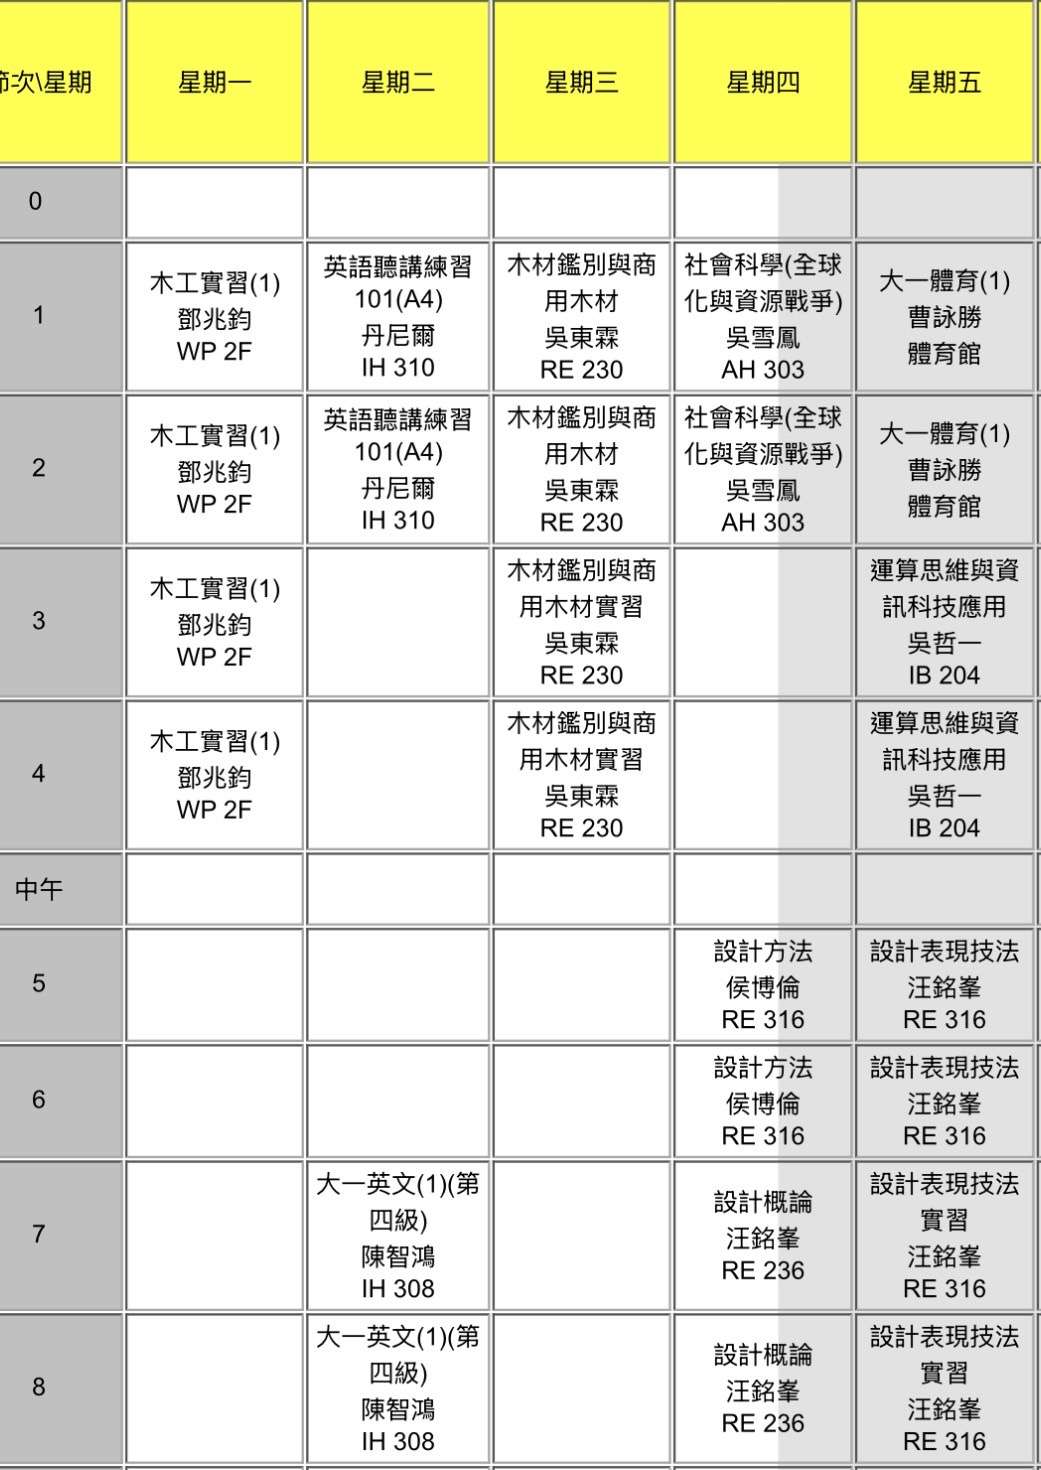 節次\星期 星期一 星期二 星期三 星期四 星期五
0
1
木工實習(1)
鄧兆鈞
WP 2F
英語聽講練習
101(A4)
丹尼爾
IH 310
木材鑑別與商
用木材
吳東霖
RE 230
社會科學(全球
化與資源戰爭)
吳雪鳳
AH 303
大一體育(1)
曹詠勝
體育館
2
木工實習(1)
鄧兆鈞
WP 2F
英語聽講練習
101(A4)
丹尼爾
IH 310
木材鑑別與商
用木材
吳東霖
RE 230
社會科學(全球
化與資源戰爭)
吳雪鳳
AH 303
大一體育(1)
曹詠勝
體育館
3
木工實習(1)
鄧兆鈞
WP 2F
木材鑑別與商
用木材實習
吳東霖
RE 230
運算思維與資
訊科技應用
吳哲一
IB 204
4
木工實習(1)
鄧兆鈞
WP 2F
木材鑑別與商
用木材實習
吳東霖
RE 230
運算思維與資
訊科技應用
吳哲一
IB 204
中午
5
設計方法
侯博倫
RE 316
設計表現技法
汪銘峯
RE 316
6
設計方法
侯博倫
RE 316
設計表現技法
汪銘峯
RE 316
7
大一英文(1)(第
四級)
陳智鴻
IH 308
設計概論
汪銘峯
RE 236
設計表現技法
實習
汪銘峯
RE 316
8
大一英文(1)(第
四級)
陳智鴻
IH 308
設計概論
汪銘峯
RE 236
設計表現技法
實習
汪銘峯
RE 316